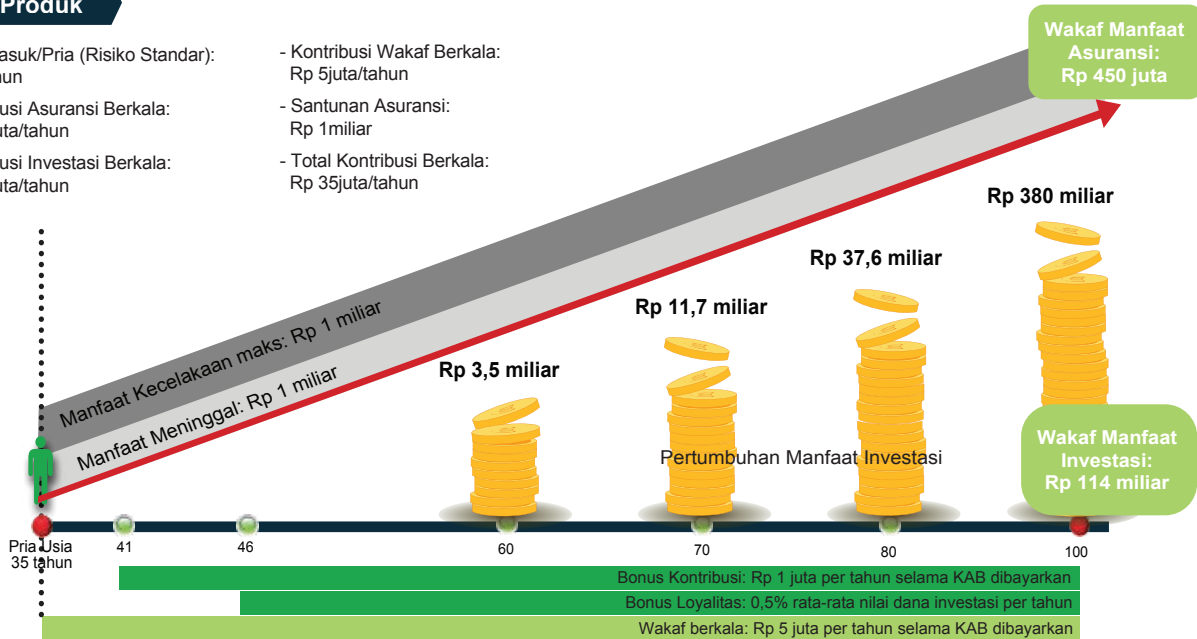 Produk
asuk/Pria (Risiko Standar):
hun
usi Asuransi Berkala:
uta/tahun
usi Investasi Berkala:
uta/tahun
- Kontribusi Wakaf Berkala:
Rp 5juta/tahun
- Santunan Asuransi:
Rp 1miliar
- Total Kontribusi Berkala:
Rp 35juta/tahun
Wakaf Manfaat
Asuransi:
Rp 450 juta
Manfaat Kecelakaan maks: Rp 1 miliar
Manfaat Meninggal: Rp 1 miliar
Rp 3,5 miliar
Rp 11,7 miliar
Rp 37,6 miliar
Rp 380 miliar
Pertumbuhan Manfaat Investasi
Wakaf Manfaat
Investasi:
Rp 114 miliar
Pria Usia
35 tahun
41
46
60
70
80
100
Bonus Kontribusi: Rp 1 juta per tahun selama KAB dibayarkan
Bonus Loyalitas: 0,5% rata-rata nilai dana investasi per tahun
Wakaf berkala: Rp 5 juta per tahun selama KAB dibayarkan